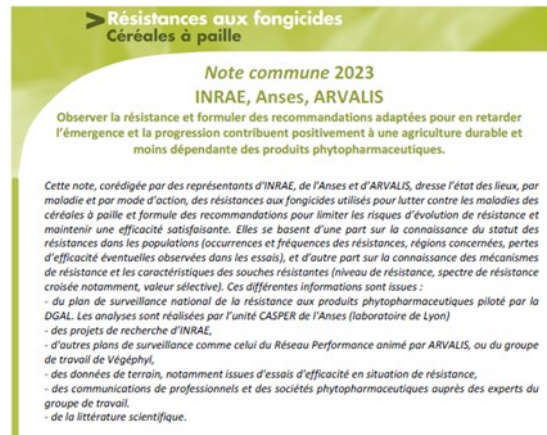 >Résistances aux fongicides
Céréales à paille
Note commune 2023
INRAE, Anses, ARVALIS
Observer la résistance et formuler des recommandations adaptées pour en retarder
l'émergence et la progression contribuent positivement à une agriculture durable et
moins dépendante des produits phytopharmaceutiques.
Cette note, corédigée par des représentants d'INRAE, de l'Anses et d'ARVALIS, dresse l'état des lieux, par
maladie et par mode d'action, des résistances aux fongicides utilisés pour lutter contre les maladies des
céréales à paille et formule des recommandations pour limiter les risques d'évolution de résistance et
maintenir une efficacité satisfaisante. Elles se basent d'une part sur la connaissance du statut des
résistances dans les populations (occurrences et fréquences des résistances, régions concernées, pertes
d'efficacité éventuelles observées dans les essais), et d'autre part sur la connaissance des mécanismes
de résistance et les caractéristiques des souches résistantes (niveau de résistance, spectre de résistance
croisée notamment, valeur sélective). Ces différentes informations sont issues :
- du plan de surveillance national de la résistance aux produits phytopharmaceutiques piloté par la
DGAL. Les analyses sont réalisées par l'unité CASPER de l'Anses (laboratoire de Lyon)
- des projets de recherche d'INRAE,
- d'autres plans de surveillance comme celui du Réseau Performance animé par ARVALIS, ou du groupe
de travail de Végéphyl,
- des données de terrain, notamment issues d'essais d'efficacité en situation de résistance,
- des communications de professionnels et des sociétés phytopharmaceutiques auprès des experts du
groupe de travail.
- de la littérature scientifique.